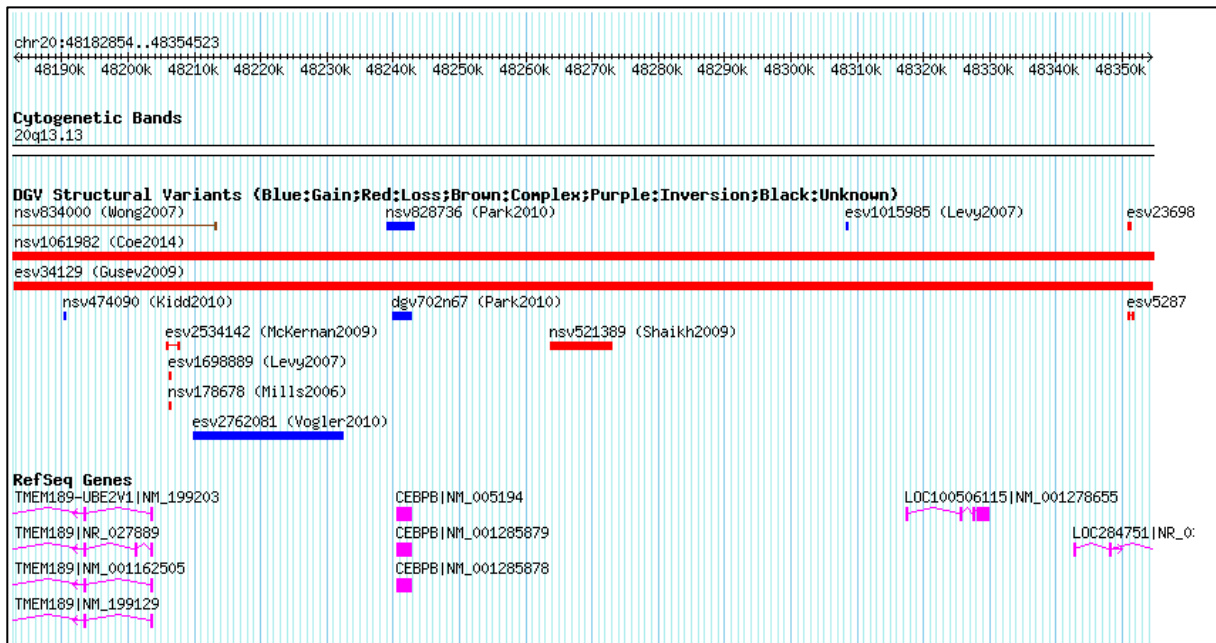 chr20:48182854..48354523
48190k 48200k 48210k 48220k 48230k 48240k 48250k 48260k 48270k 48280k 48290k 48300k 48310k 48320k 48330k 48340k 48350k
Cytogenetic Bands
20q13.13
DGV Structural Variants (Blue:Gain;Red:Loss;Brown:Complex;Purple:Inversion;Black:Unknown)
nsv834000 (Wong2007) nsv828736 (Park2010) esv1015985 (Levy2007) esv23698
nsv1061982 (Coe2014)
esv34129 (Gusev2009)
nsv474090 (Kidd2010) dgv702n67 (Park2010) esv5287
esv2534142 (McKernan2009) nsv521389 (Shaikh2009)
esv1698889 (Levy2007)
nsv178678 (Mills2006)
esv2762081 (Vogler2010)
RefSeq Genes
TMEM189-UBE2V1|NM_199203 CEBPB|NM_005194 LOC100506115|NM_001278655
TMEM189|NR_027889 CEBPB|NM_001285879 LOC284751|NR_0
TMEM189|NM_001162505 CEBPB|NM_001285878
TMEM189|NM_199129